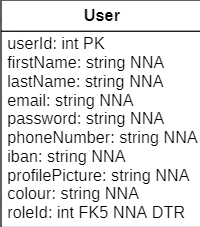 User
userId: int PK
firstName: string NNA
lastName: string NNA
email: string NNA
password: string NNA
phoneNumber: string NNA
iban: string NNA
profilePicture: string NNA
colour: string NNA
roleId: int FK5 NNA DTR